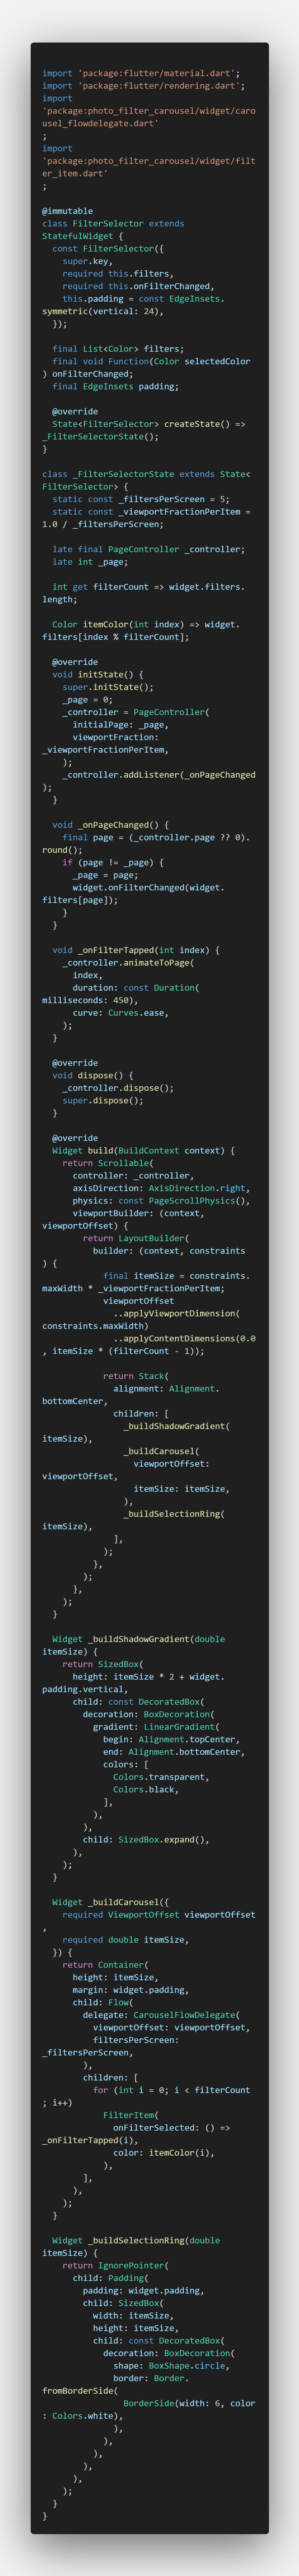 import 'package:flutter/material.dart';
import 'package:flutter/rendering.dart';
import
'package:photo_filter_carousel/widget/caro
usel_flowdelegate.dart'
;
import
'package:photo_filter_carousel/widget/filt
er_item.dart'
;

@immutable
class FilterSelector extends
StatefulWidget {
  const FilterSelector({
    super.key,
    required this.filters,
    required this.onFilterChanged,
    this.padding = const EdgeInsets.
symmetric(vertical: 24),
  });

  final List<Color> filters;
  final void Function(Color selectedColor
) onFilterChanged;
  final EdgeInsets padding;

  @override
  State<FilterSelector> createState() =>
_FilterSelectorState();
}

class _FilterSelectorState extends State<
FilterSelector> {
  static const _filtersPerScreen = 5;
  static const _viewportFractionPerItem =
1.0 / _filtersPerScreen;

  late final PageController _controller;
  late int _page;

  int get filterCount => widget.filters.
length;

  Color itemColor(int index) => widget.
filters[index % filterCount];

  @override
  void initState() {
    super.initState();
    _page = 0;
    _controller = PageController(
      initialPage: _page,
      viewportFraction:
_viewportFractionPerItem,
    );
    _controller.addListener(_onPageChanged
);
  }

  void _onPageChanged() {
    final page = (_controller.page ?? 0).
round();
    if (page != _page) {
      _page = page;
      widget.onFilterChanged(widget.
filters[page]);
    }
  }

  void _onFilterTapped(int index) {
    _controller.animateToPage(
      index,
      duration: const Duration(
milliseconds: 450),
      curve: Curves.ease,
    );
  }

  @override
  void dispose() {
    _controller.dispose();
    super.dispose();
  }

  @override
  Widget build(BuildContext context) {
    return Scrollable(
      controller: _controller,
      axisDirection: AxisDirection.right,
      physics: const PageScrollPhysics(),
      viewportBuilder: (context,
viewportOffset) {
        return LayoutBuilder(
          builder: (context, constraints
) {
            final itemSize = constraints.
maxWidth * _viewportFractionPerItem;
            viewportOffset
              ..applyViewportDimension(
constraints.maxWidth)
              ..applyContentDimensions(0.0
, itemSize * (filterCount - 1));

            return Stack(
              alignment: Alignment.
bottomCenter,
              children: [
                _buildShadowGradient(
itemSize),
                _buildCarousel(
                  viewportOffset:
viewportOffset,
                  itemSize: itemSize,
                ),
                _buildSelectionRing(
itemSize),
              ],
            );
          },
        );
      },
    );
  }

  Widget _buildShadowGradient(double
itemSize) {
    return SizedBox(
      height: itemSize * 2 + widget.
padding.vertical,
      child: const DecoratedBox(
        decoration: BoxDecoration(
          gradient: LinearGradient(
            begin: Alignment.topCenter,
            end: Alignment.bottomCenter,
            colors: [
              Colors.transparent,
              Colors.black,
            ],
          ),
        ),
        child: SizedBox.expand(),
      ),
    );
  }

  Widget _buildCarousel({
    required ViewportOffset viewportOffset
,
    required double itemSize,
  }) {
    return Container(
      height: itemSize,
      margin: widget.padding,
      child: Flow(
        delegate: CarouselFlowDelegate(
          viewportOffset: viewportOffset,
          filtersPerScreen:
_filtersPerScreen,
        ),
        children: [
          for (int i = 0; i < filterCount
; i++)
            FilterItem(
              onFilterSelected: () =>
_onFilterTapped(i),
              color: itemColor(i),
            ),
        ],
      ),
    );
  }

  Widget _buildSelectionRing(double
itemSize) {
    return IgnorePointer(
      child: Padding(
        padding: widget.padding,
        child: SizedBox(
          width: itemSize,
          height: itemSize,
          child: const DecoratedBox(
            decoration: BoxDecoration(
              shape: BoxShape.circle,
              border: Border.
fromBorderSide(
                BorderSide(width: 6, color
: Colors.white),
              ),
            ),
          ),
        ),
      ),
    );
  }
}